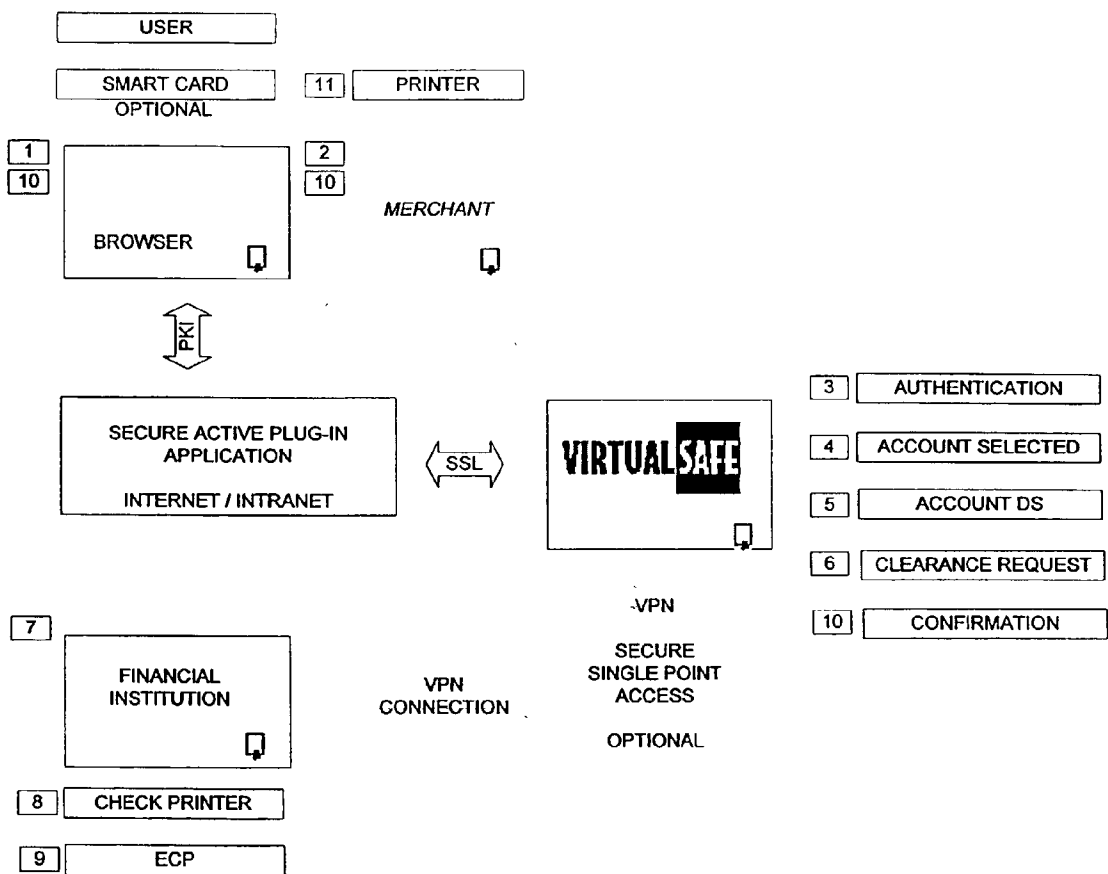 USER
SMART CARD
OPTIONAL
11 PRINTER
1
10
2
10
MERCHANT
BROWSER
PKI
SECURE ACTIVE PLUG-IN
APPLICATION
INTERNET / INTRANET
SSL
VIRTUALSAFE
3 AUTHENTICATION
4 ACCOUNT SELECTED
5 ACCOUNT DS
6 CLEARANCE REQUEST
10 CONFIRMATION
VPN
SECURE
SINGLE POINT
ACCESS
OPTIONAL
7
FINANCIAL
INSTITUTION
VPN
CONNECTION
8 CHECK PRINTER
9 ECP